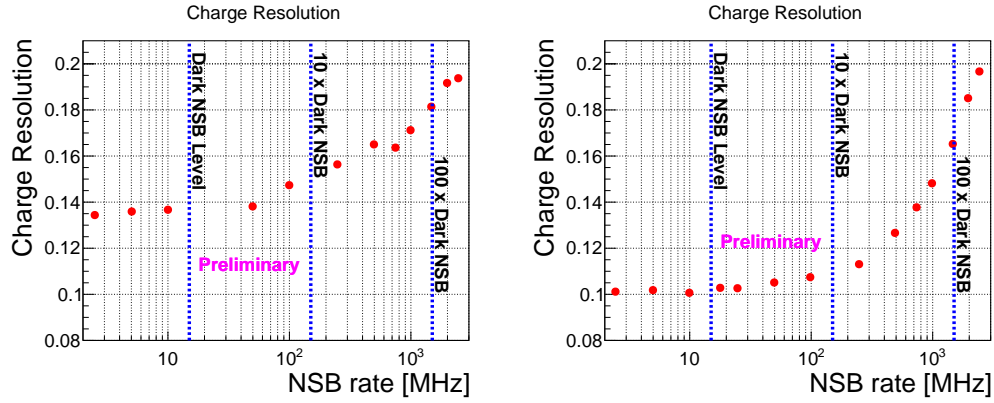 Charge Resolution
Charge Resolution
0.2
0.18
0.16
0.14
0.12
0.1
0.08
Dark NSB Level
10 x Dark NSB
100 x Dark NSB
Preliminary
10
10²
10³
NSB rate [MHz]
Charge Resolution
Charge Resolution
0.2
0.18
0.16
0.14
0.12
0.1
0.08
Dark NSB Level
10 x Dark NSB
100 x Dark NSB
Preliminary
10
10²
10³
NSB rate [MHz]